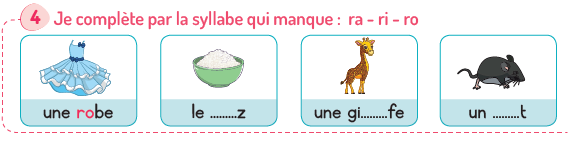 4 Je complète par la syllabe qui manque : ra - ri - ro
une robe le .........z une gi.........fe un .........t